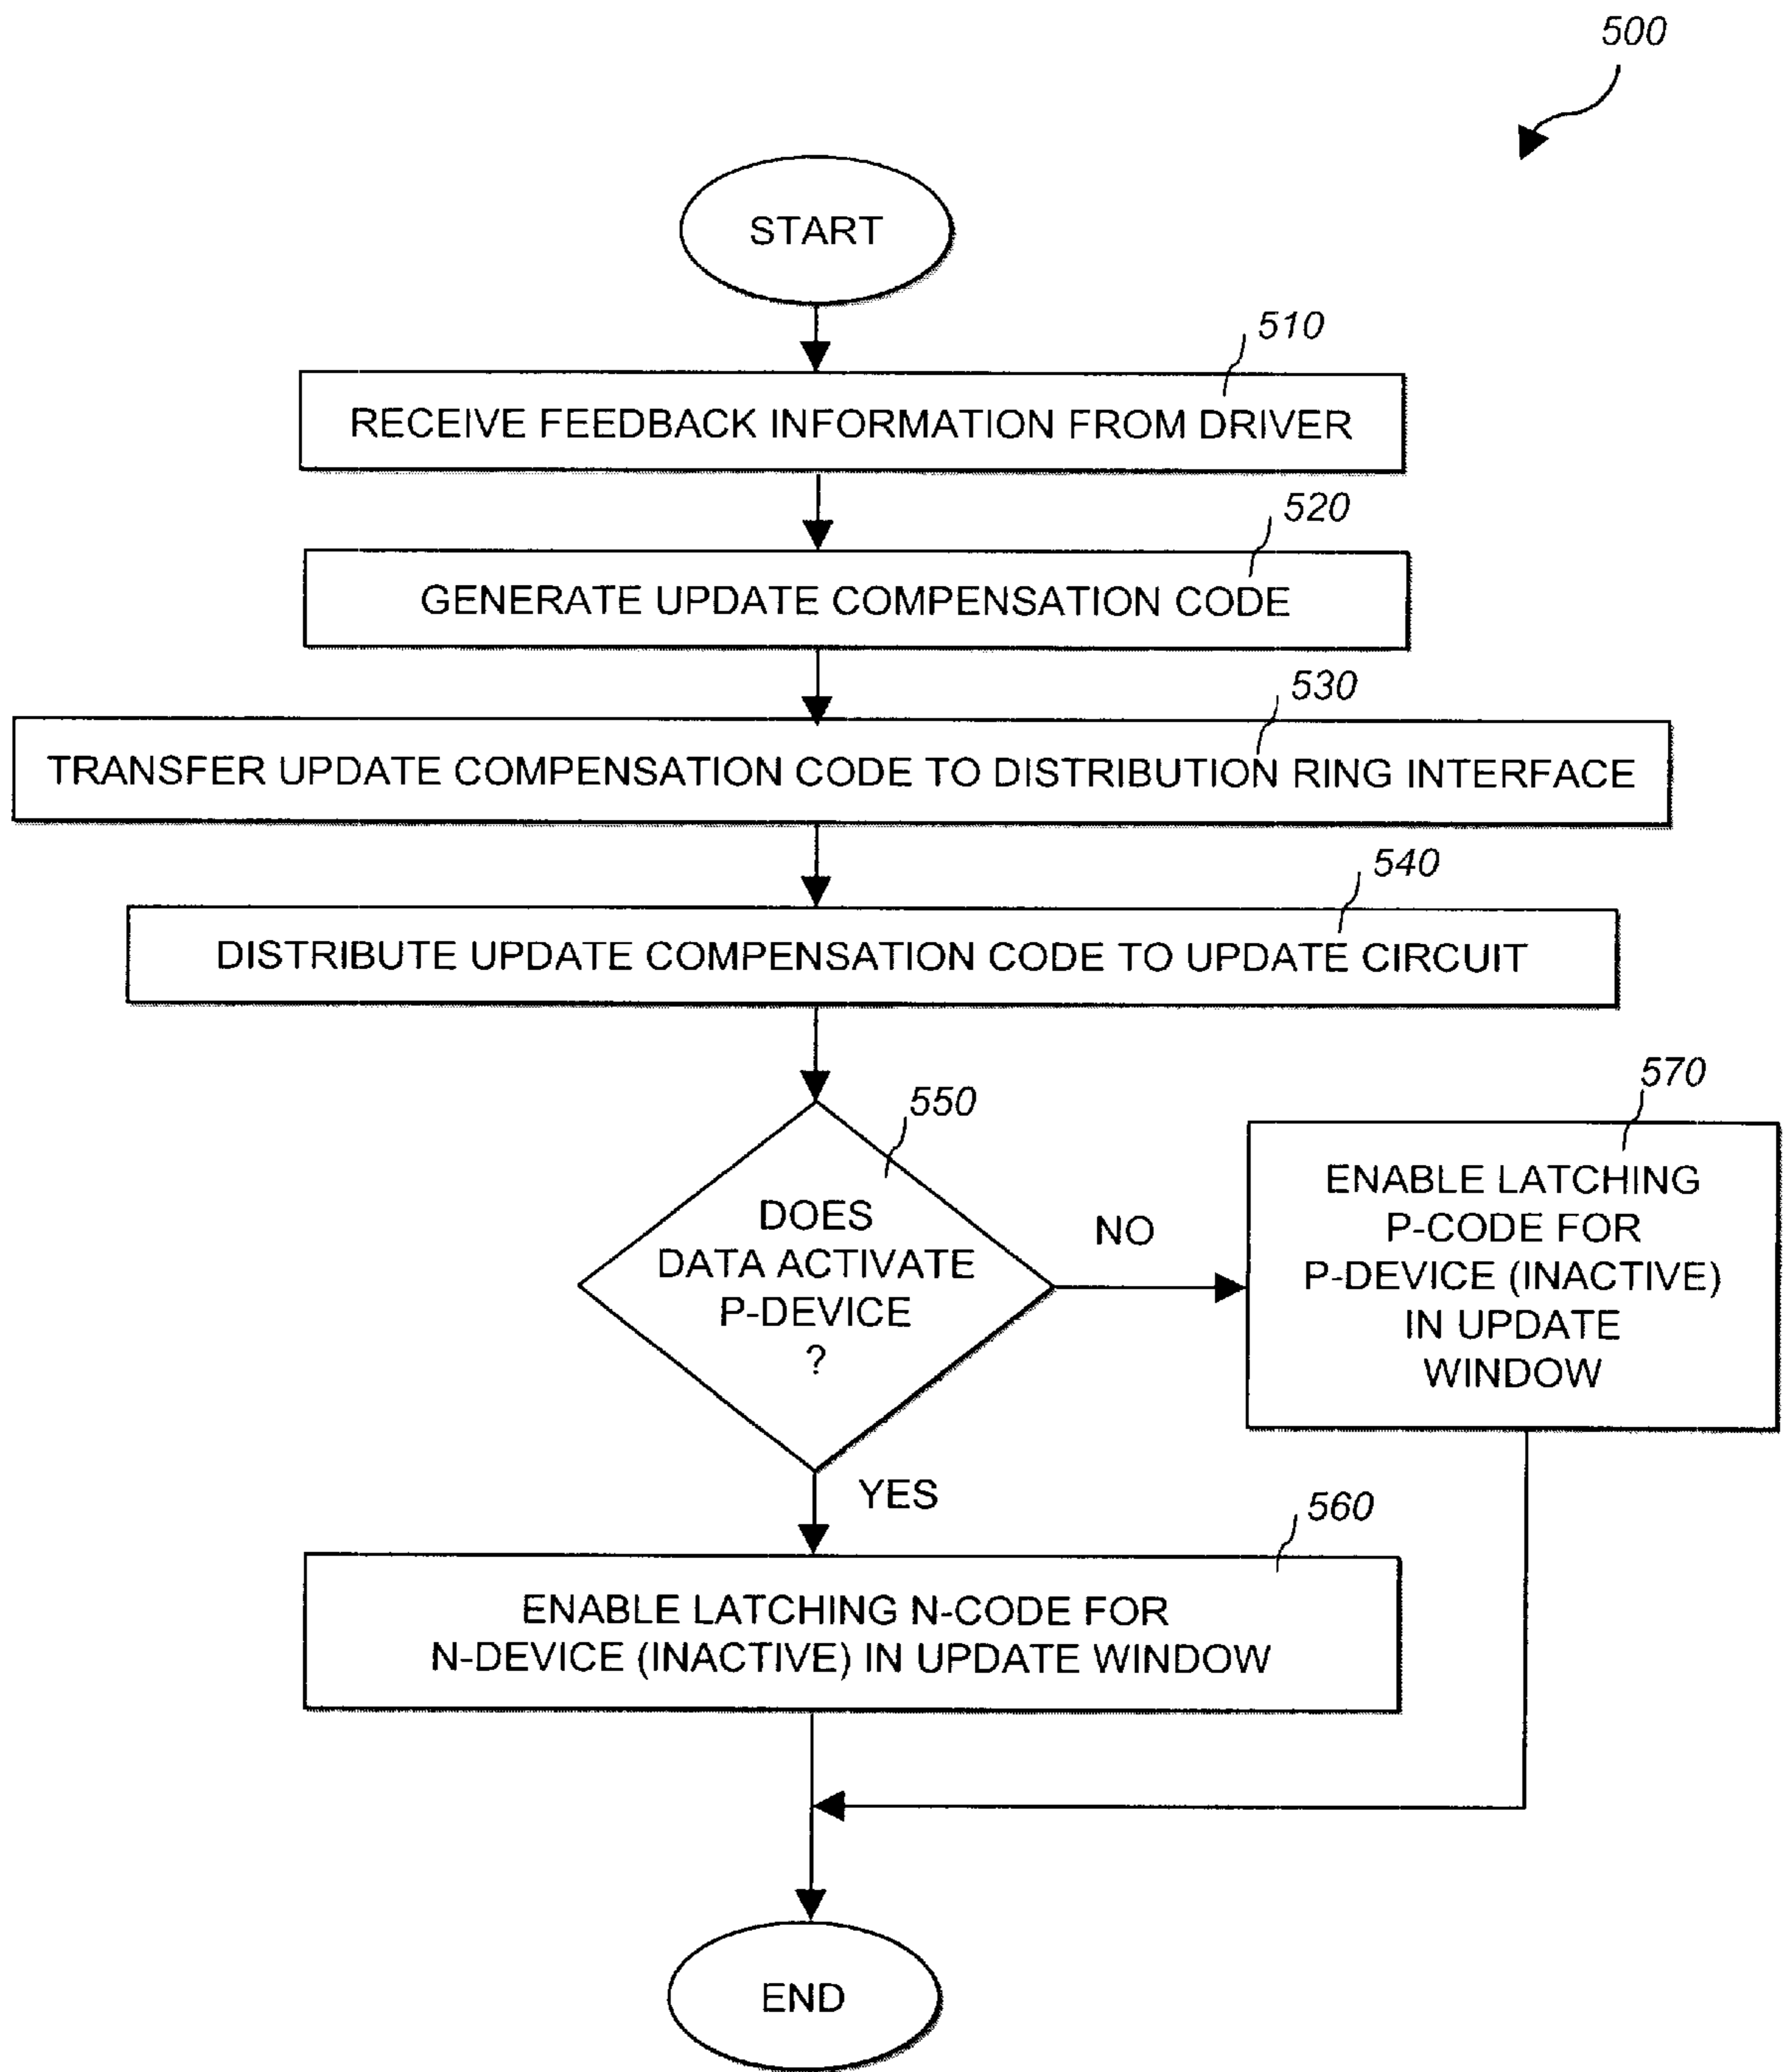 500
START
510
RECEIVE FEEDBACK INFORMATION FROM DRIVER
520
GENERATE UPDATE COMPENSATION CODE
530
TRANSFER UPDATE COMPENSATION CODE TO DISTRIBUTION RING INTERFACE
540
DISTRIBUTE UPDATE COMPENSATION CODE TO UPDATE CIRCUIT
550
DOES
DATA ACTIVATE
P-DEVICE
?
NO
570
ENABLE LATCHING
P-CODE FOR
P-DEVICE (INACTIVE)
IN UPDATE
WINDOW
YES
560
ENABLE LATCHING N-CODE FOR
N-DEVICE (INACTIVE) IN UPDATE WINDOW
END